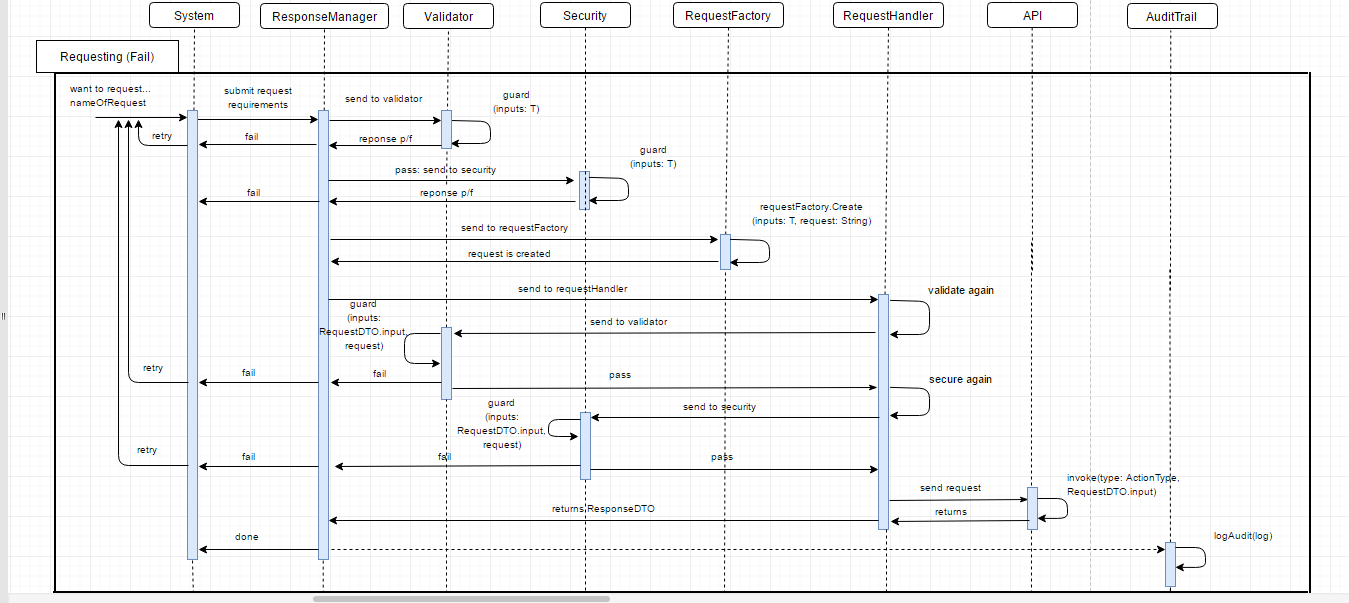 System
ResponseManager
Validator
Security
RequestFactory
RequestHandler
API
AuditTrail
Requesting (Fail)
want to request...
nameOfRequest
submit request
requirements
send to validator
guard
(inputs: T)
retry
fail
reponse p/f
pass: send to security
guard
(inputs: T)
fail
reponse p/f
requestFactory.Create
(inputs: T, request: String)
send to requestFactory
request is created
send to requestHandler
validate again
guard
(inputs:
RequestDTO.input,
request)
send to validator
retry
fail
fail
pass
secure again
guard
(inputs:
RequestDTO.input,
request)
send to security
retry
fail
fail
pass
invoke(type: ActionType,
RequestDTO.input)
send request
returns ResponseDTO
returns
done
logAudit(log)